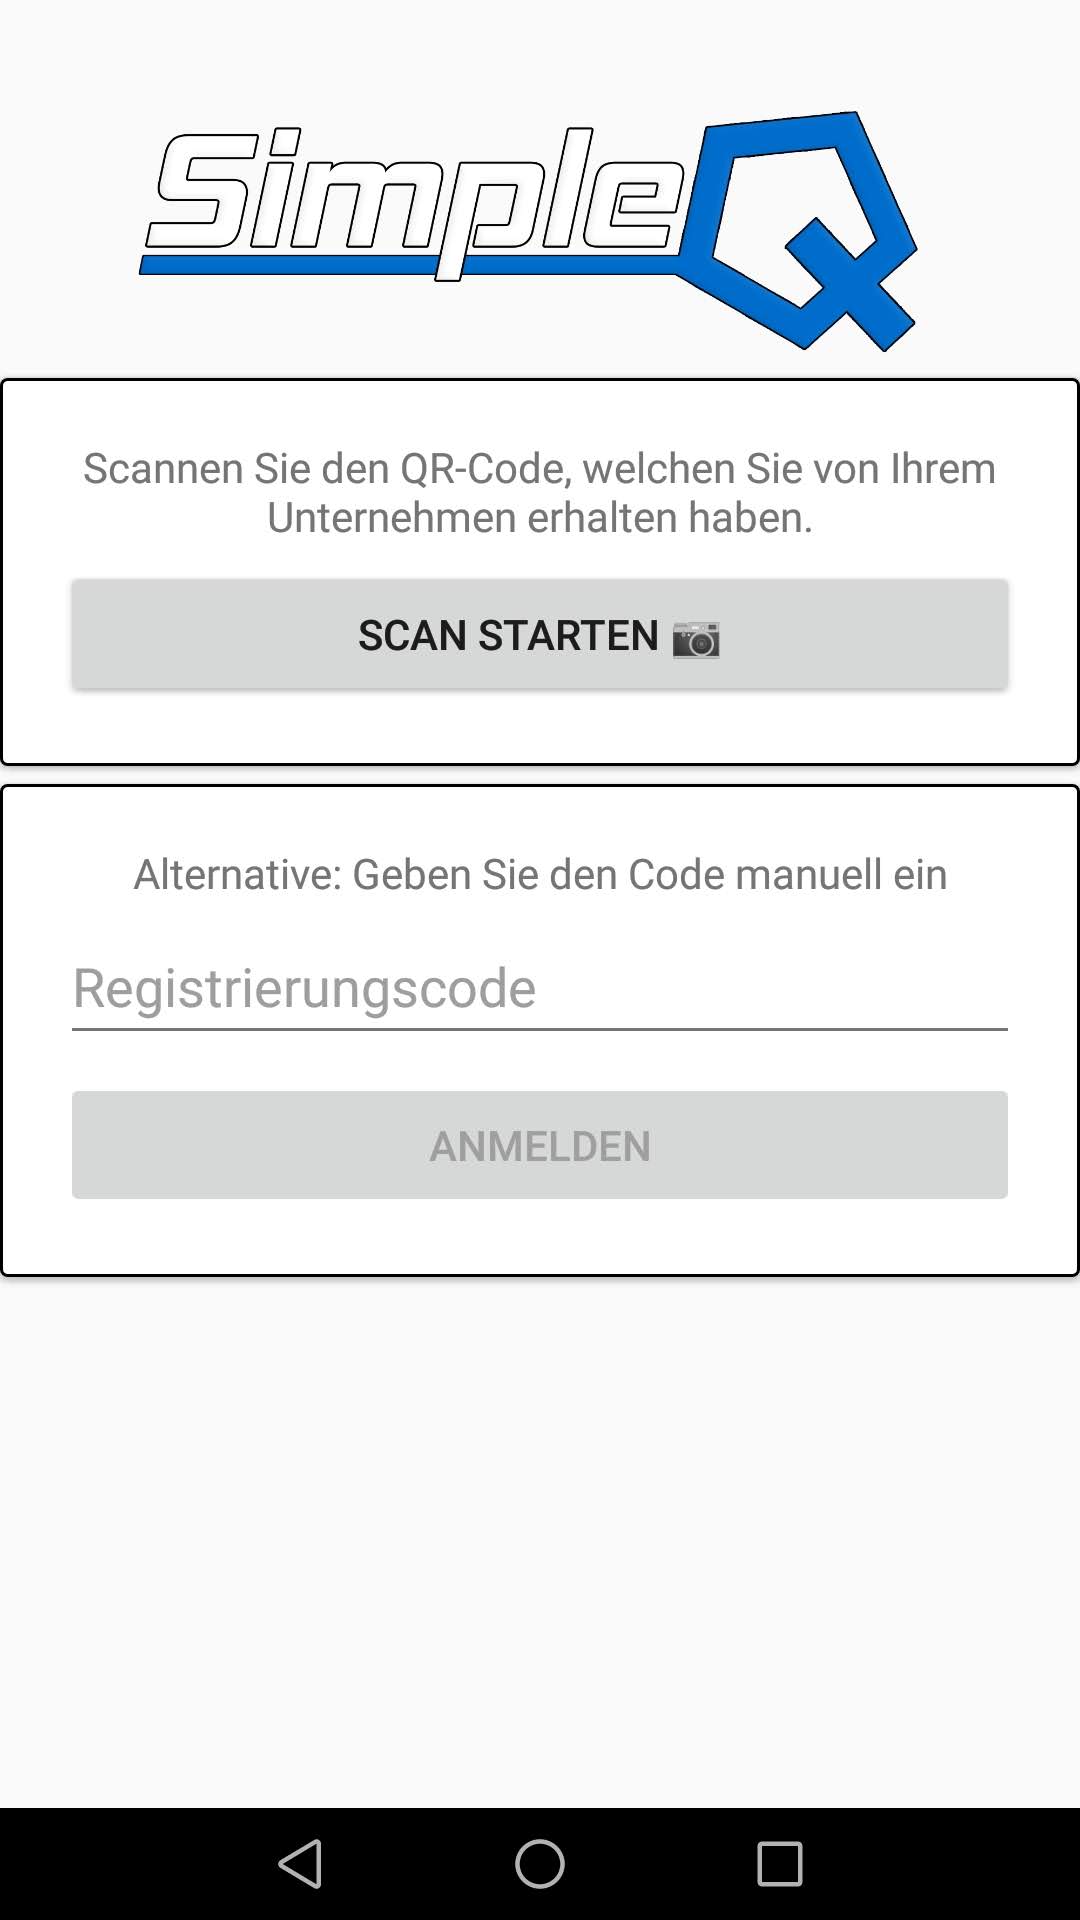 SimpleQ
Scannen Sie den QR-Code, welchen Sie von Ihrem
Unternehmen erhalten haben.
SCAN STARTEN 📷
Alternative: Geben Sie den Code manuell ein
Registrierungscode
ANMELDEN